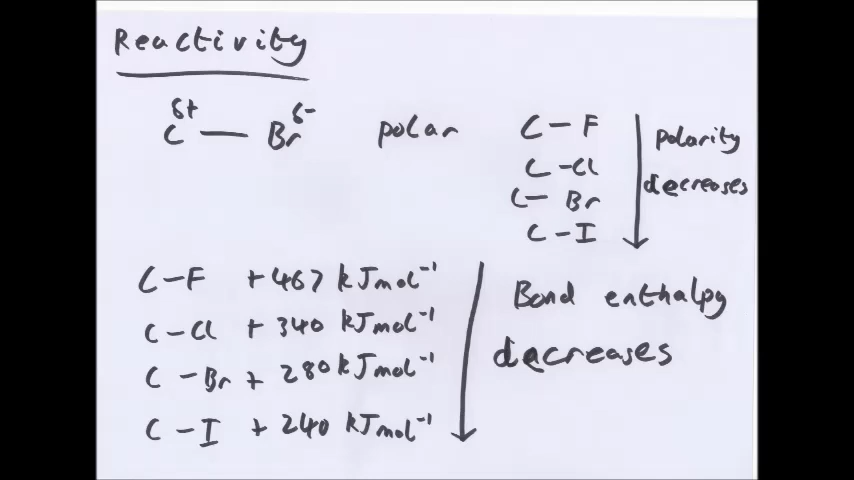 Reactivity
δ+ δ-
C — Br polar
C - F
C - Cl
C - Br
C - I
polarity
decreases
C - F + 467 kJmol⁻¹
C - Cl + 340 kJmol⁻¹
C - Br + 280 kJmol⁻¹
C - I + 240 kJmol⁻¹
Bond enthalpy
decreases